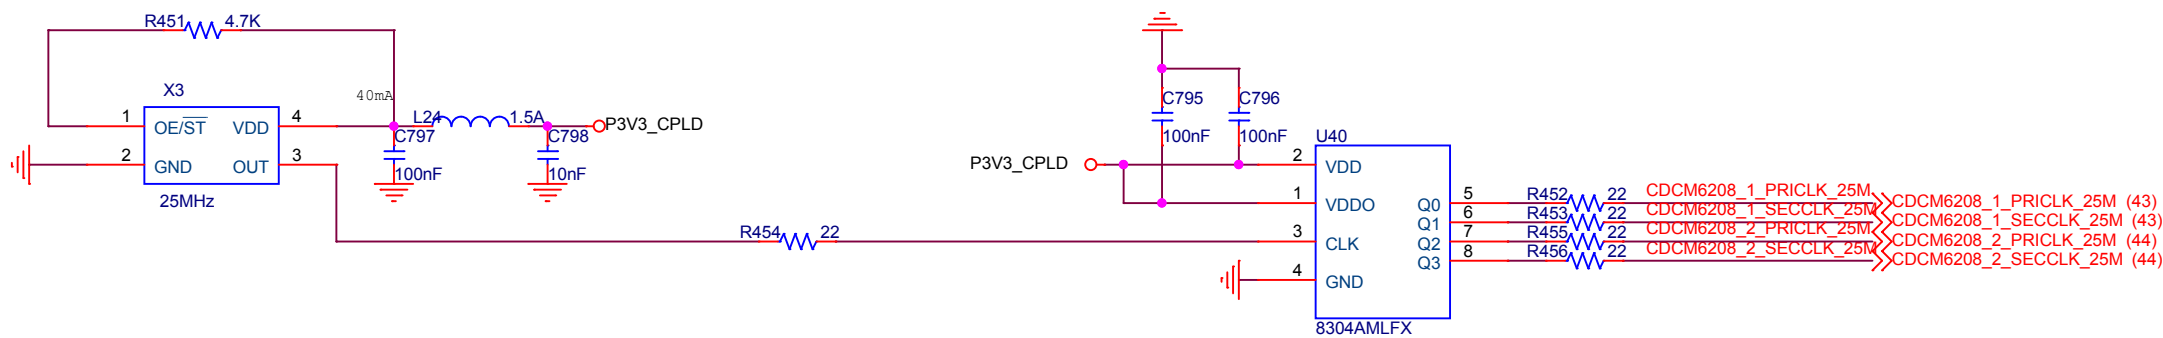 R451 4.7K
X3
40mA
1 OE/ST VDD 4
2 GND OUT 3
25MHz
L24 1.5A
P3V3_CPLD
C797
100nF
C798
10nF
R454 22
C795
100nF
C796
100nF
P3V3_CPLD
U40
2 VDD
1 VDDO
3 CLK
4 GND
Q0 5
Q1 6
Q2 7
Q3 8
8304AMLFX
R452 22 CDCM6208_1_PRICLK_25M CDCM6208_1_PRICLK_25M (43)
R453 22 CDCM6208_1_SECCLK_25M CDCM6208_1_SECCLK_25M (43)
R455 22 CDCM6208_2_PRICLK_25M CDCM6208_2_PRICLK_25M (44)
R456 22 CDCM6208_2_SECCLK_25M CDCM6208_2_SECCLK_25M (44)